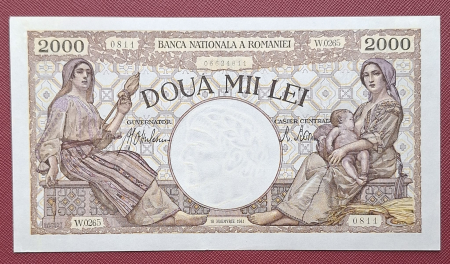 2000 0811 BANCA NATIONALA A ROMANIEI W.0265 2000
DOUA MII LEI
GUVERNATOR CASIER CENTRAL
0811
W.0265